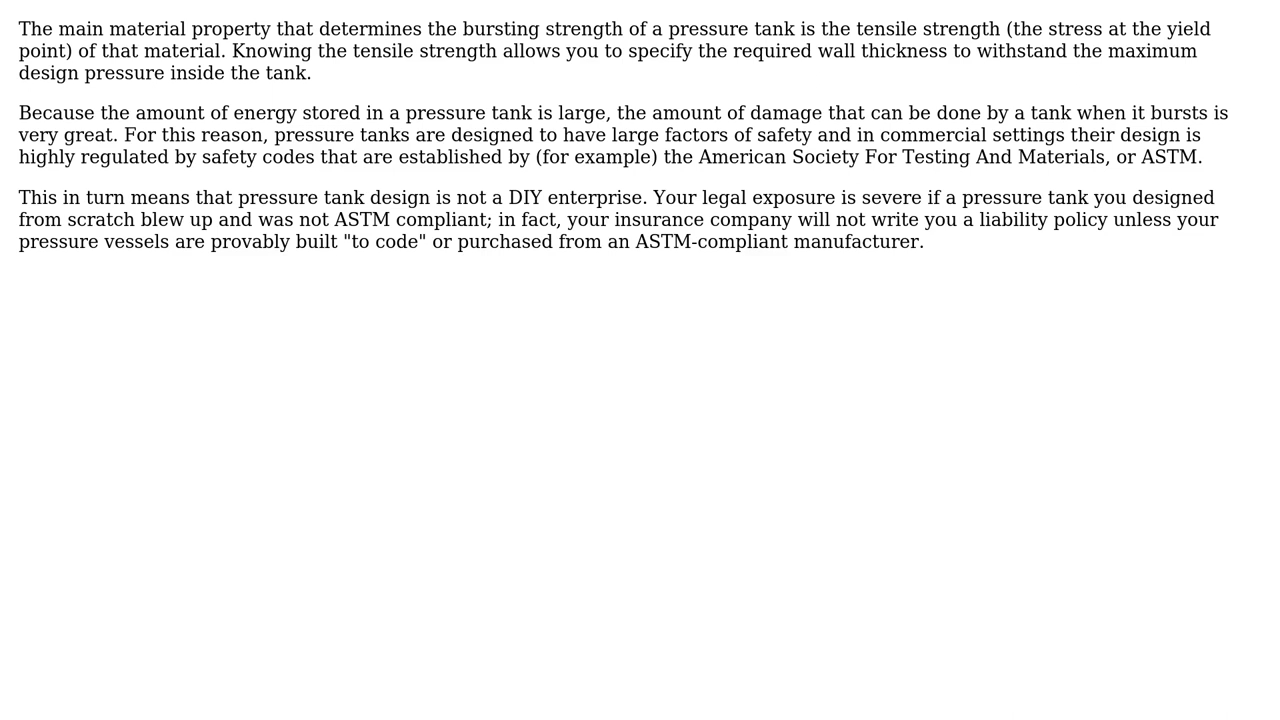 The main material property that determines the bursting strength of a pressure tank is the tensile strength (the stress at the yield
point) of that material. Knowing the tensile strength allows you to specify the required wall thickness to withstand the maximum
design pressure inside the tank.
Because the amount of energy stored in a pressure tank is large, the amount of damage that can be done by a tank when it bursts is
very great. For this reason, pressure tanks are designed to have large factors of safety and in commercial settings their design is
highly regulated by safety codes that are established by (for example) the American Society For Testing And Materials, or ASTM.
This in turn means that pressure tank design is not a DIY enterprise. Your legal exposure is severe if a pressure tank you designed
from scratch blew up and was not ASTM compliant; in fact, your insurance company will not write you a liability policy unless your
pressure vessels are provably built "to code" or purchased from an ASTM-compliant manufacturer.